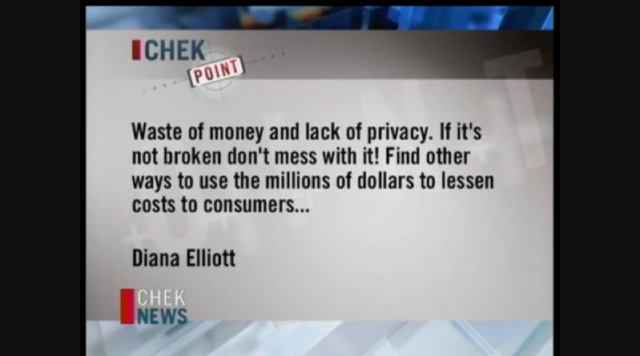 CHEK
POINT
Waste of money and lack of privacy. If it's
not broken don't mess with it! Find other
ways to use the millions of dollars to lessen
costs to consumers...
Diana Elliott
CHEK
NEWS